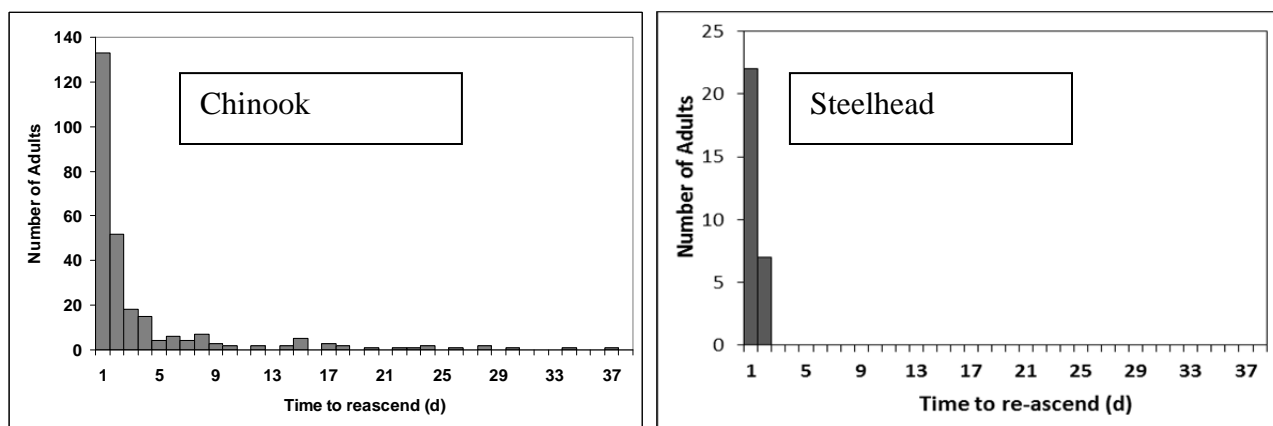 140
120
100
80
60
40
20
0
Number of Adults
Chinook
1 5 9 13 17 21 25 29 33 37
Time to reascend (d)
25
20
15
10
5
0
Number of Adults
Steelhead
1 5 9 13 17 21 25 29 33 37
Time to re-ascend (d)